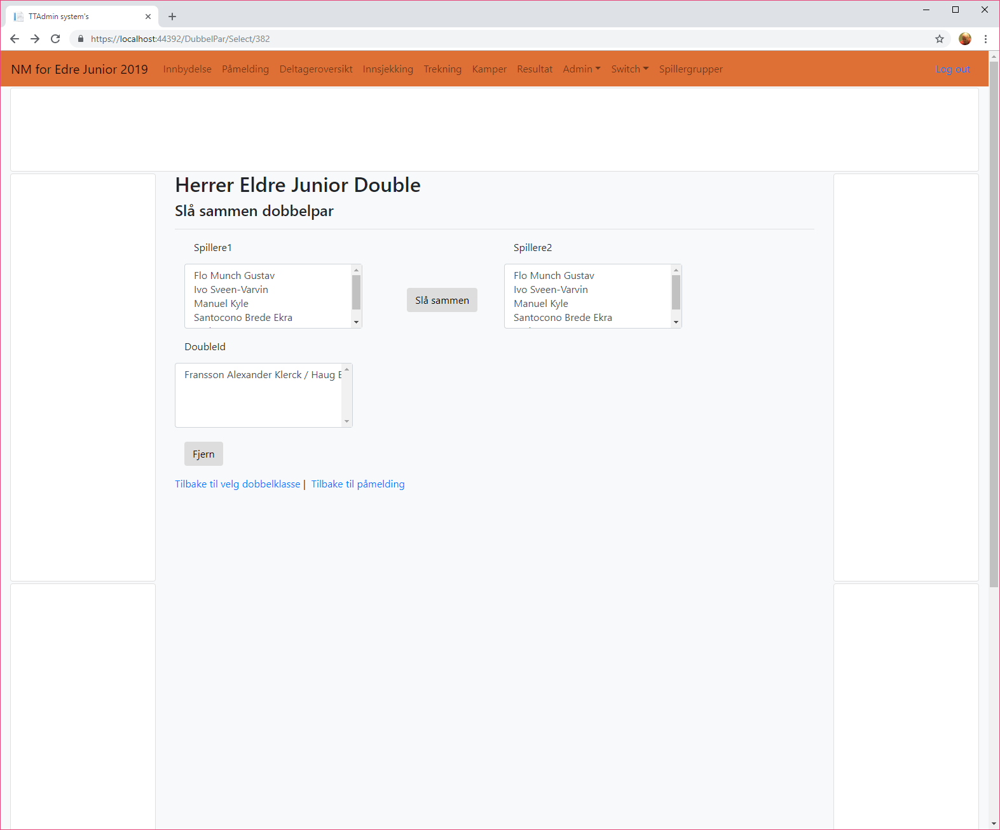 TTAdmin system's
https://localhost:44392/DubbelPar/Select/382
NM for Edre Junior 2019 Innbydelse Påmelding Deltageroversikt Innsjekking Trekning Kamper Resultat Admin Switch Spillergrupper Log out
Herrer Eldre Junior Double
Slå sammen dobbelpar
Spillere1 Spillere2
Flo Munch Gustav Flo Munch Gustav
Ivo Sveen-Varvin Ivo Sveen-Varvin
Slå sammen
Manuel Kyle Manuel Kyle
Santocono Brede Ekra Santocono Brede Ekra
DoubleId
Fransson Alexander Klerck / Haug
Fjern
Tilbake til velg dobbelklasse | Tilbake til påmelding